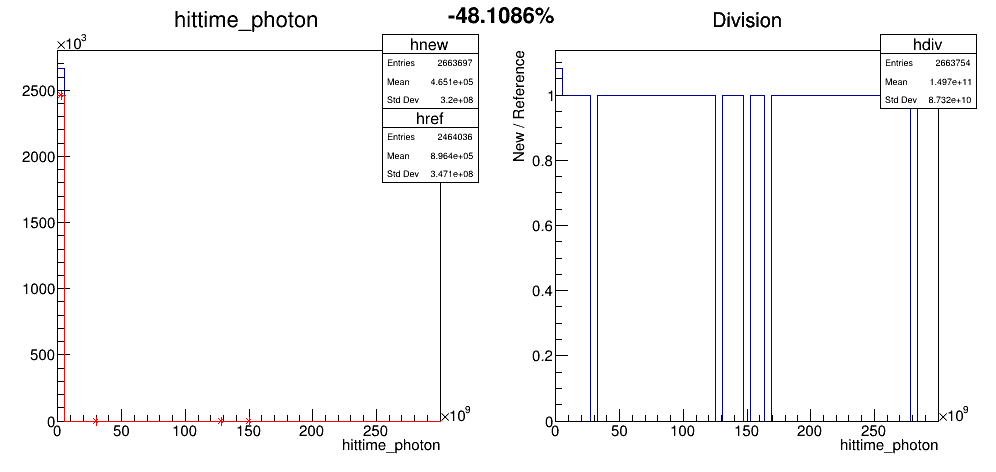 hittime_photon
-48.1086%
Division
×10³
hnew
Entries 2663697
Mean 4.651e+05
Std Dev 3.2e+08
href
Entries 2464036
Mean 8.964e+05
Std Dev 3.471e+08
2500
2000
1500
1000
500
0
0 50 100 150 200 250
×10⁹
hittime_photon
hdiv
Entries 2663754
Mean 1.497e+11
Std Dev 8.732e+10
New / Reference
1
0.8
0.6
0.4
0.2
0
0 50 100 150 200 250
×10⁹
hittime_photon